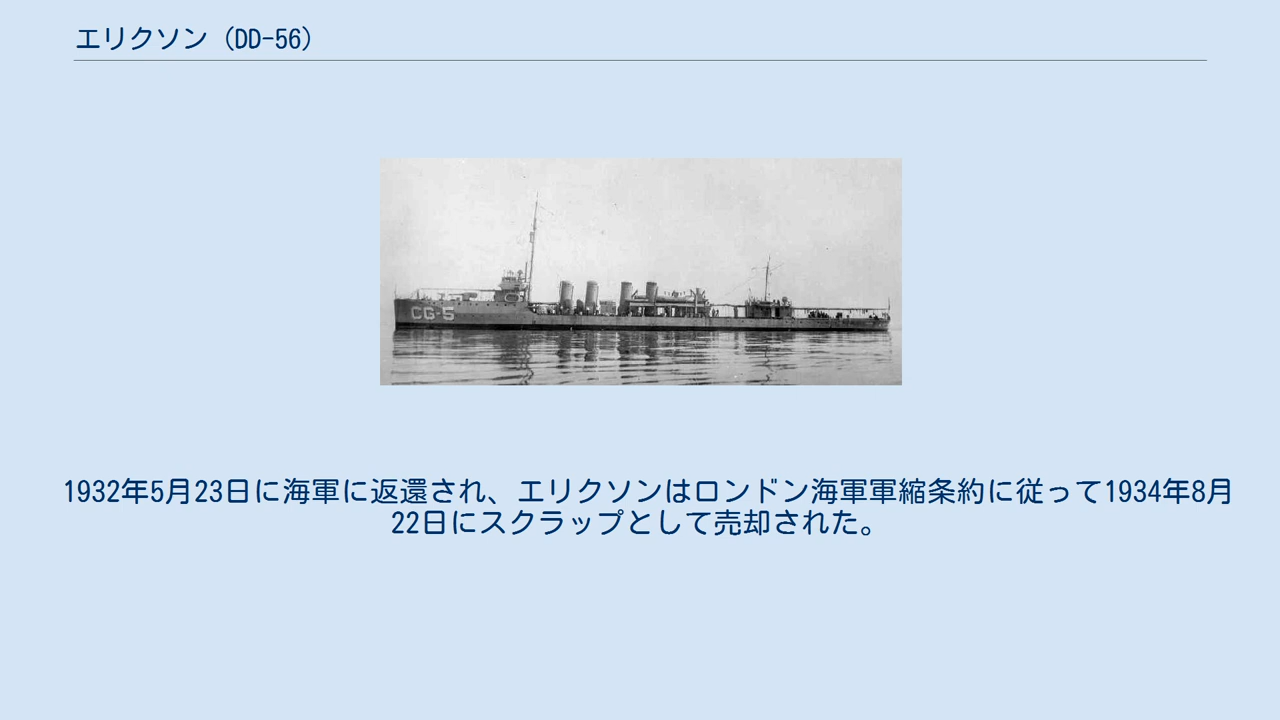 エリクソン（DD-56）
CG-5
1932年5月23日に海軍に返還され、エリクソンはロンドン海軍軍縮条約に従って1934年8月
22日にスクラップとして売却された。